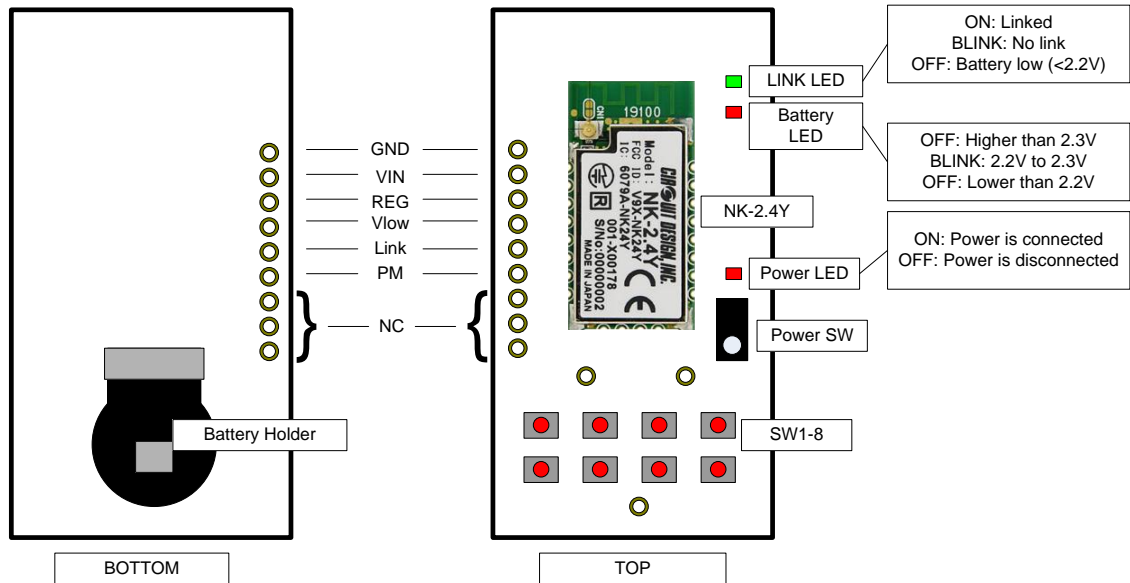 ON: Linked
BLINK: No link
OFF: Battery low (<2.2V)
LINK LED
Battery
LED
OFF: Higher than 2.3V
BLINK: 2.2V to 2.3V
OFF: Lower than 2.2V
GND
VIN
REG
Vlow
Link
PM
NC
CN1
19100
CIRCUIT DESIGN, INC.
Model: NK-2.4Y
FCC ID: V9X-NK24Y
IC: 6079A-NK24Y
R
001-X00178
S/No:00000002
MADE IN JAPAN
CE
NK-2.4Y
ON: Power is connected
OFF: Power is disconnected
Power LED
Power SW
Battery Holder
SW1-8
BOTTOM
TOP